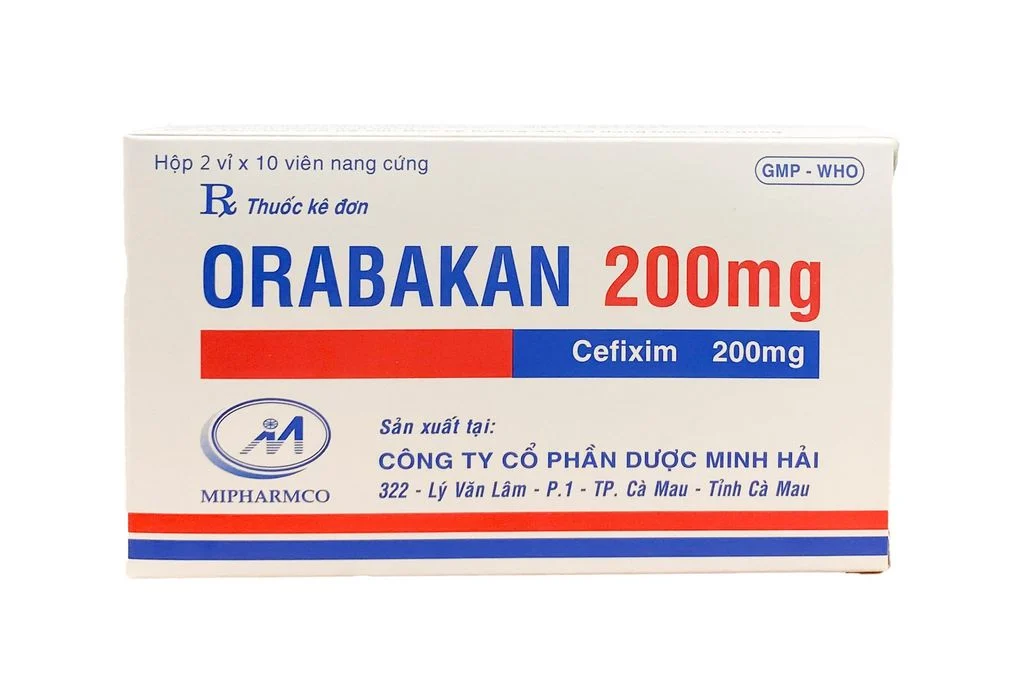 Hộp 2 vỉ x 10 viên nang cứng
GMP - WHO
Rx Thuốc kê đơn
ORABAKAN 200mg
Cefixim 200mg
Sản xuất tại:
CÔNG TY CỔ PHẦN DƯỢC MINH HẢI
322 - Lý Văn Lâm - P.1 - TP. Cà Mau - Tỉnh Cà Mau
MIPHARMCO